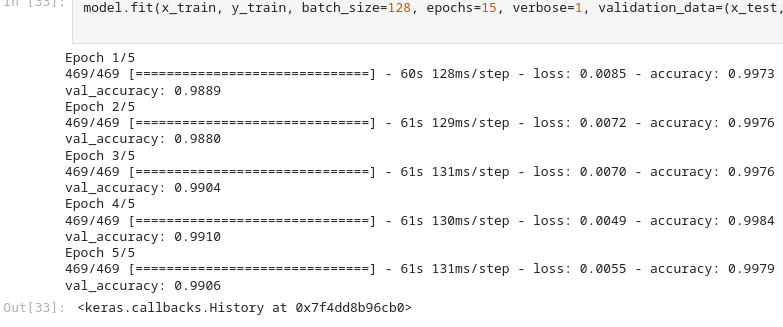 In [33]:
model.fit(x_train, y_train, batch_size=128, epochs=15, verbose=1, validation_data=(x_test,
Epoch 1/5
469/469 [==============================] - 60s 128ms/step - loss: 0.0085 - accuracy: 0.9973
val_accuracy: 0.9889
Epoch 2/5
469/469 [==============================] - 61s 129ms/step - loss: 0.0072 - accuracy: 0.9976
val_accuracy: 0.9880
Epoch 3/5
469/469 [==============================] - 61s 131ms/step - loss: 0.0070 - accuracy: 0.9976
val_accuracy: 0.9904
Epoch 4/5
469/469 [==============================] - 61s 130ms/step - loss: 0.0049 - accuracy: 0.9984
val_accuracy: 0.9910
Epoch 5/5
469/469 [==============================] - 61s 131ms/step - loss: 0.0055 - accuracy: 0.9979
val_accuracy: 0.9906
Out[33]: <keras.callbacks.History at 0x7f4dd8b96cb0>